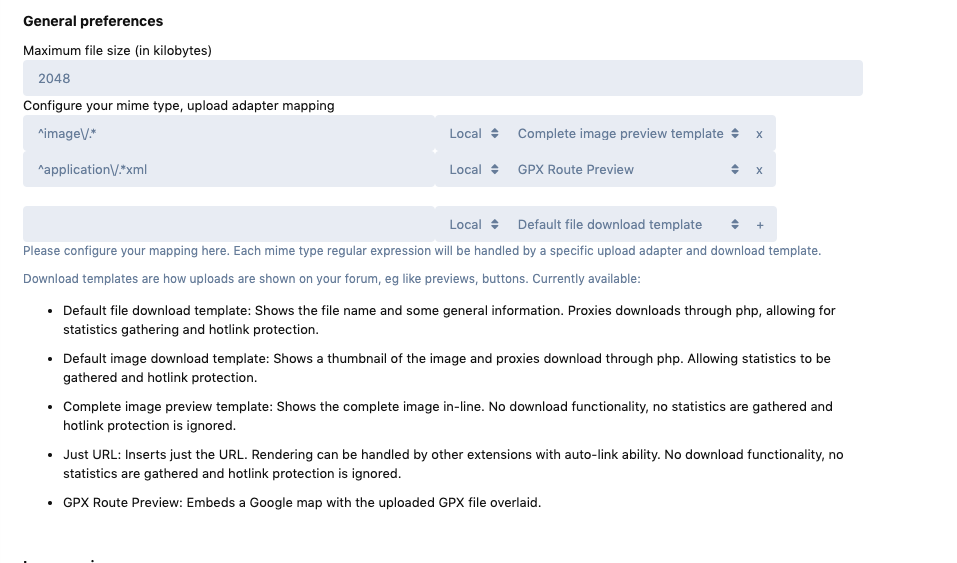 General preferences
Maximum file size (in kilobytes)
2048
Configure your mime type, upload adapter mapping
^image\/.* Local Complete image preview template x
^application\/.*xml Local GPX Route Preview x
Local Default file download template +
Please configure your mapping here. Each mime type regular expression will be handled by a specific upload adapter and download template.
Download templates are how uploads are shown on your forum, eg like previews, buttons. Currently available:
• Default file download template: Shows the file name and some general information. Proxies downloads through php, allowing for
statistics gathering and hotlink protection.
• Default image download template: Shows a thumbnail of the image and proxies download through php. Allowing statistics to be
gathered and hotlink protection.
• Complete image preview template: Shows the complete image in-line. No download functionality, no statistics are gathered and
hotlink protection is ignored.
• Just URL: Inserts just the URL. Rendering can be handled by other extensions with auto-link ability. No download functionality, no
statistics are gathered and hotlink protection is ignored.
• GPX Route Preview: Embeds a Google map with the uploaded GPX file overlaid.